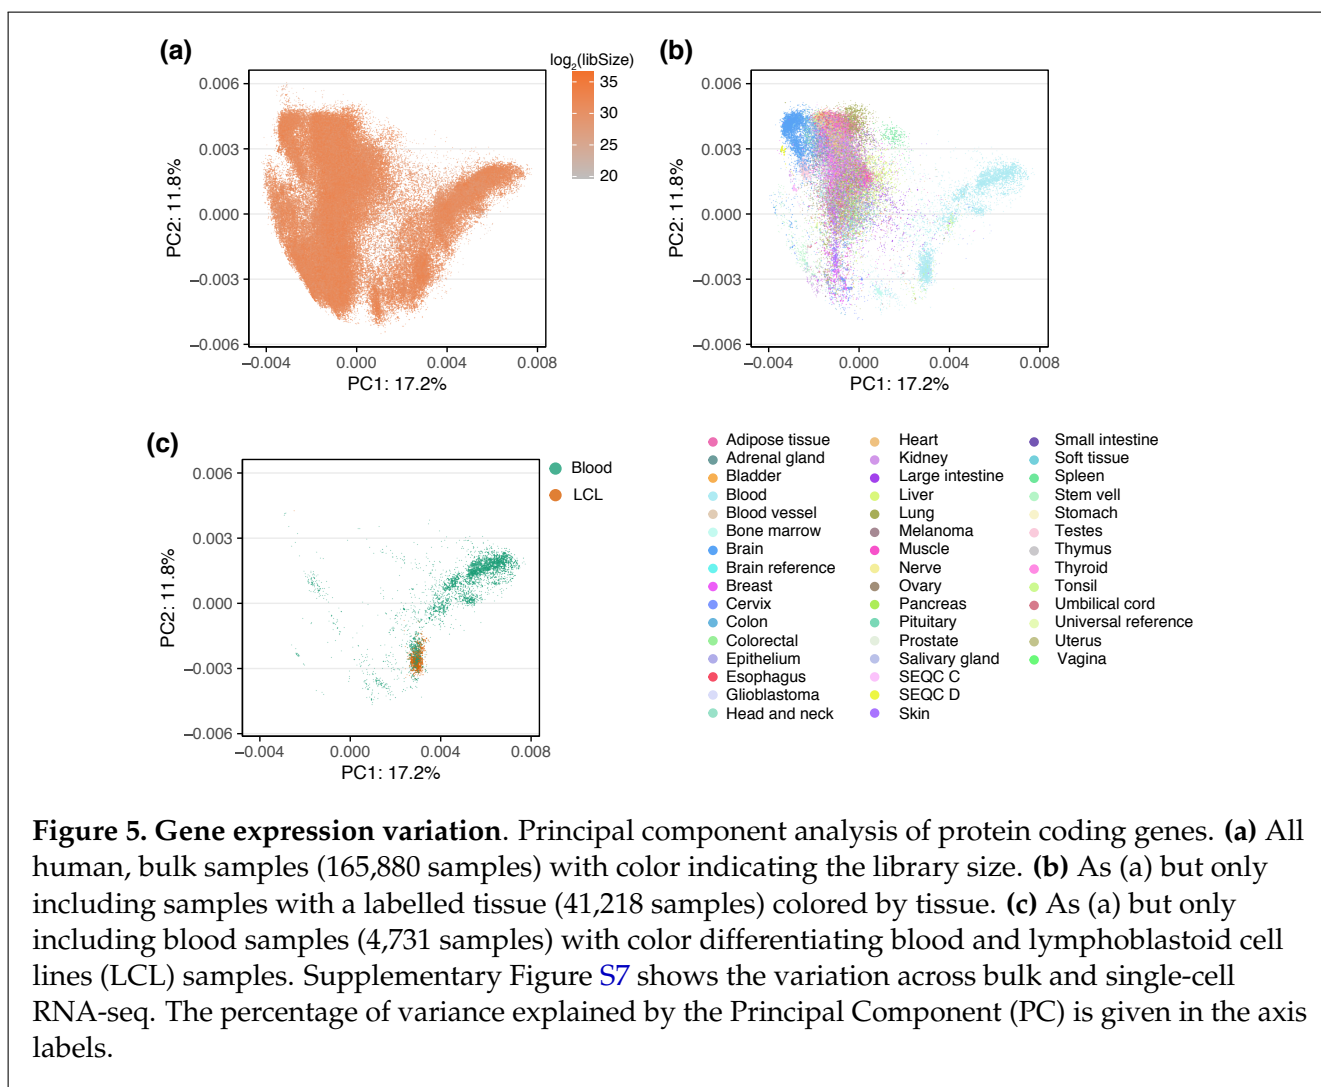 (a)
log2(libSize)
35
30
25
20
0.006
0.003
0.000
−0.003
−0.006
PC2: 11.8%
−0.004 0.000 0.004 0.008
PC1: 17.2%
(b)
0.006
0.003
0.000
−0.003
−0.006
PC2: 11.8%
−0.004 0.000 0.004 0.008
PC1: 17.2%
(c)
Blood
LCL
0.006
0.003
0.000
−0.003
−0.006
PC2: 11.8%
−0.004 0.000 0.004 0.008
PC1: 17.2%
Adipose tissue
Adrenal gland
Bladder
Blood
Blood vessel
Bone marrow
Brain
Brain reference
Breast
Cervix
Colon
Colorectal
Epithelium
Esophagus
Glioblastoma
Head and neck
Heart
Kidney
Large intestine
Liver
Lung
Melanoma
Muscle
Nerve
Ovary
Pancreas
Pituitary
Prostate
Salivary gland
SEQC C
SEQC D
Skin
Small intestine
Soft tissue
Spleen
Stem vell
Stomach
Testes
Thymus
Thyroid
Tonsil
Umbilical cord
Universal reference
Uterus
Vagina
Figure 5. Gene expression variation. Principal component analysis of protein coding genes. (a) All
human, bulk samples (165,880 samples) with color indicating the library size. (b) As (a) but only
including samples with a labelled tissue (41,218 samples) colored by tissue. (c) As (a) but only
including blood samples (4,731 samples) with color differentiating blood and lymphoblastoid cell
lines (LCL) samples. Supplementary Figure S7 shows the variation across bulk and single-cell
RNA-seq. The percentage of variance explained by the Principal Component (PC) is given in the axis
labels.